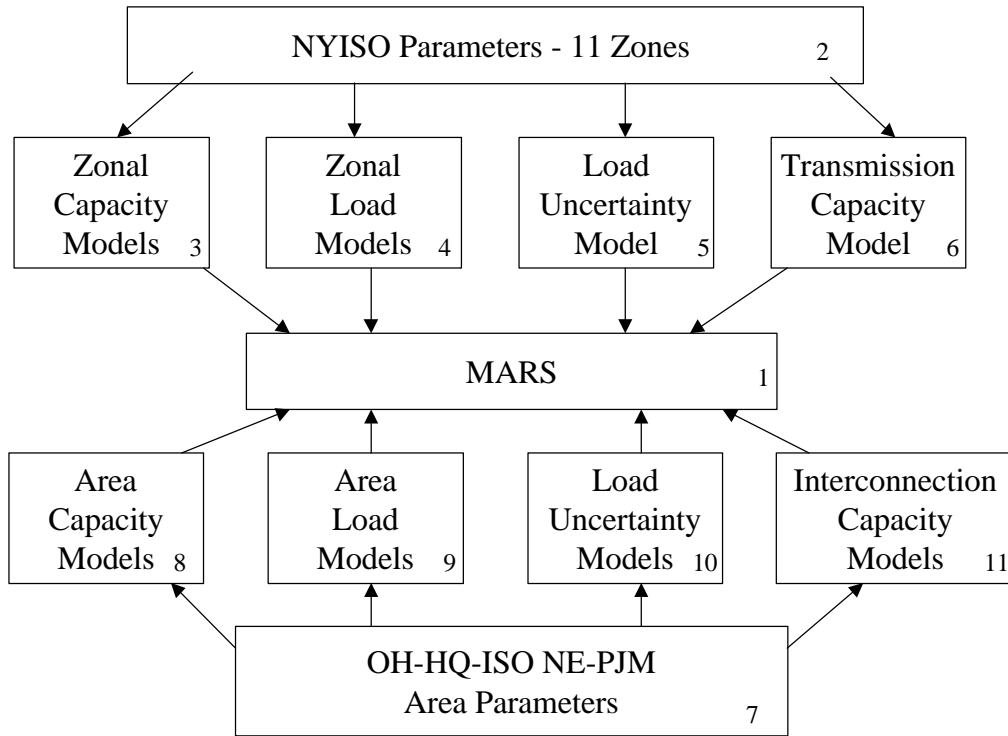 NYISO Parameters - 11 Zones 2
Zonal
Capacity
Models 3
Zonal
Load
Models 4
Load
Uncertainty
Model 5
Transmission
Capacity
Model 6
MARS 1
Area
Capacity
Models 8
Area
Load
Models 9
Load
Uncertainty
Models 10
Interconnection
Capacity
Models 11
OH-HQ-ISO NE-PJM
Area Parameters 7